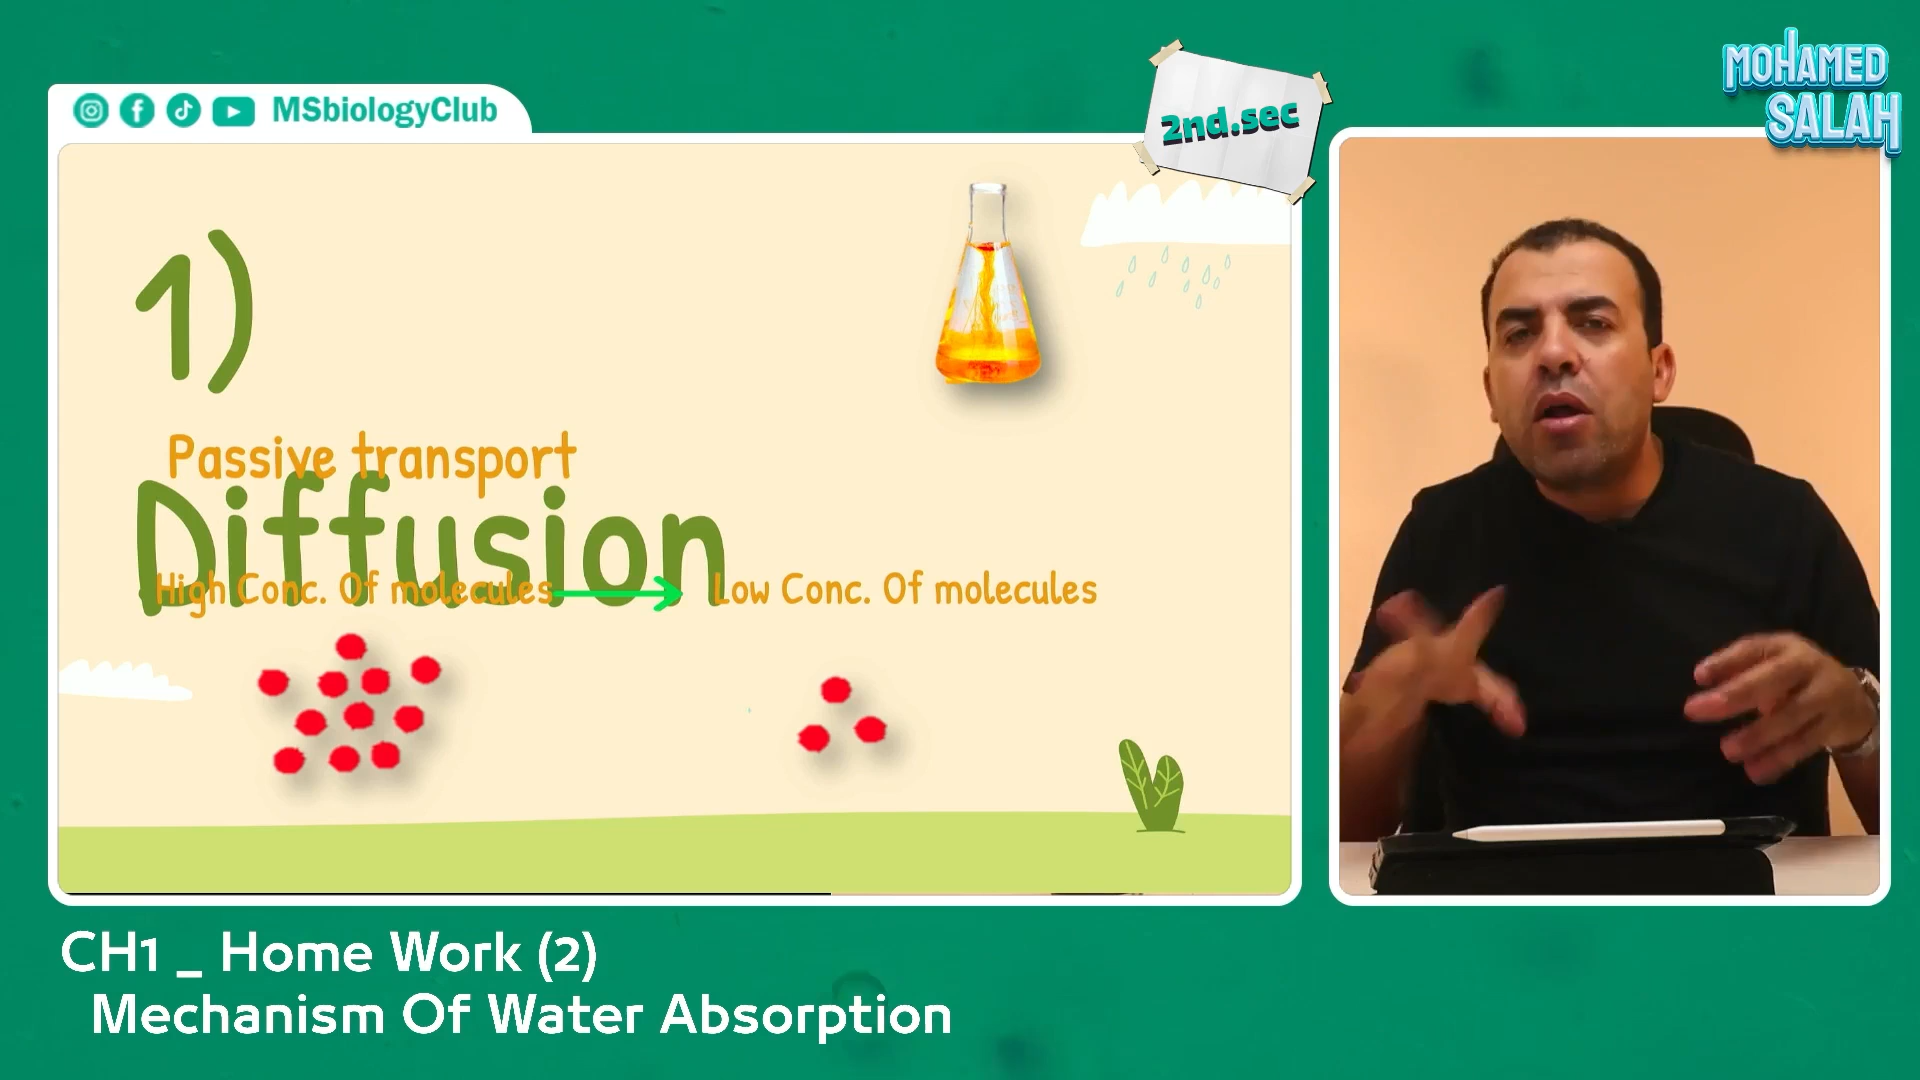 MOHAMED
SALAH
MSbiologyClub
2nd.sec
1)
Passive transport
Diffusion
High Conc. Of molecules
Low Conc. Of molecules
CH1 _ Home Work (2)
Mechanism Of Water Absorption